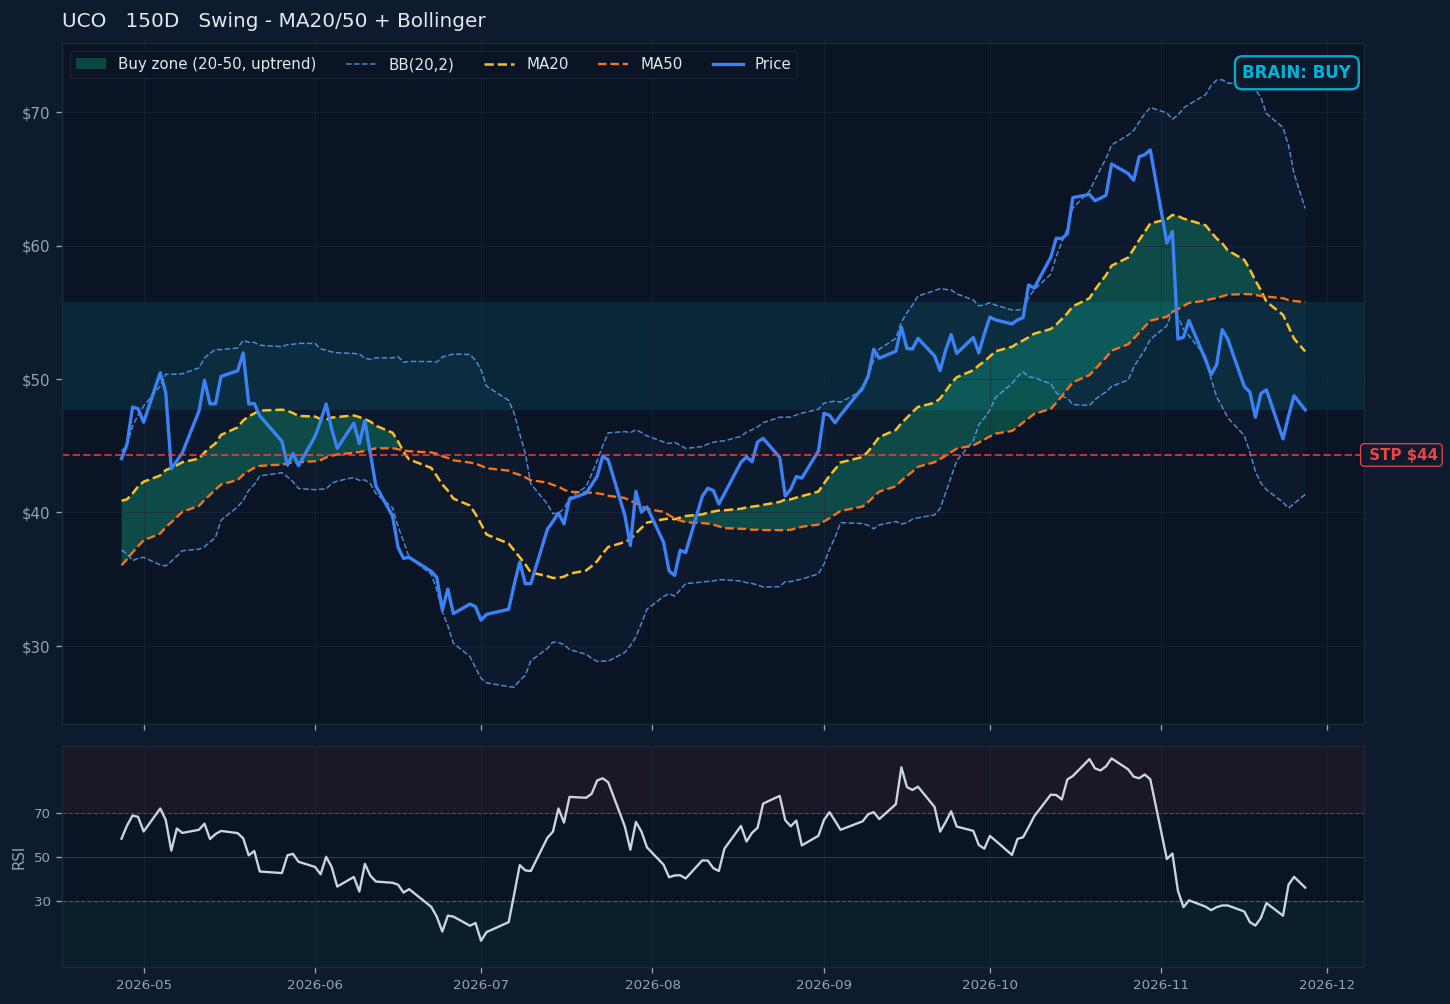 UCO   150D   Swing - MA20/50 + Bollinger
Buy zone (20-50, uptrend)   BB(20,2)   MA20   MA50   Price
BRAIN: BUY
$70
$60
$50
STP $44
$40
$30
70
50
30
RSI
2026-05   2026-06   2026-07   2026-08   2026-09   2026-10   2026-11   2026-12